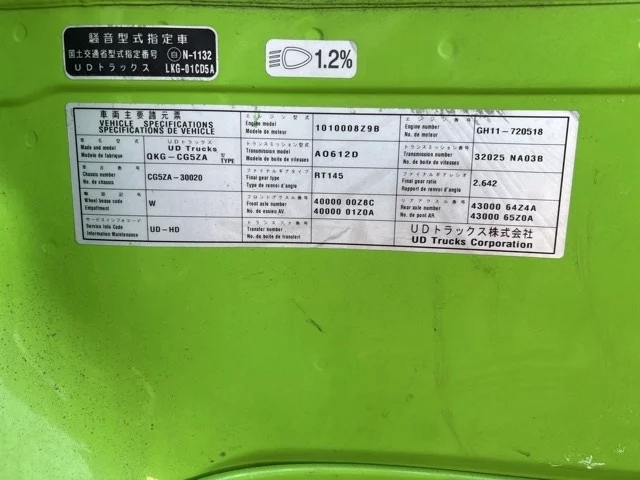 騒音型式指定車
国土交通省型式指定番号 自 N-1132
UDトラックス LKG-01CD5A
1.2%
車両主要諸元票
VEHICLE SPECIFICATIONS
SPECIFICATIONS DE VEHICLE
エンジン型式
Engine model
Modele de moteur
1010008Z9B
エンジン番号
Engine number
No. de moteur
GH11-720518
車名
Make and model
Modele de fabrique
UDトラックス
UD Trucks
QKG-CG5ZA
型
TYPE
トランスミッション型式
Transmission model
Modele de boite de vitesses
A0612D
トランスミッション番号
Transmission number
No. de boite de vitesses
32025 NA03B
車台番号
Chassis number
No. de chassis
CG5ZA-30020
ファイナルギアタイプ
Final gear type
Type de renvoi d'angle
RT145
ファイナルギアレシオ
Final gear ratio
Rapport de renvoi d'angle
2.642
軸距記号
Wheel base code
Empattement
W
フロントアクスル番号
Front axle number
No. de essieu AV.
40000 00Z8C
40000 01Z0A
リアアクスル番号
Rear axle number
No. de pont AR.
43000 64Z4A
43000 65Z0A
サービスインフォコード
Service Info Code
Information Maintenance
UD-HD
トランスファ番号
Transfer number
No. de boite de transfert
UDトラックス株式会社
UD Trucks Corporation